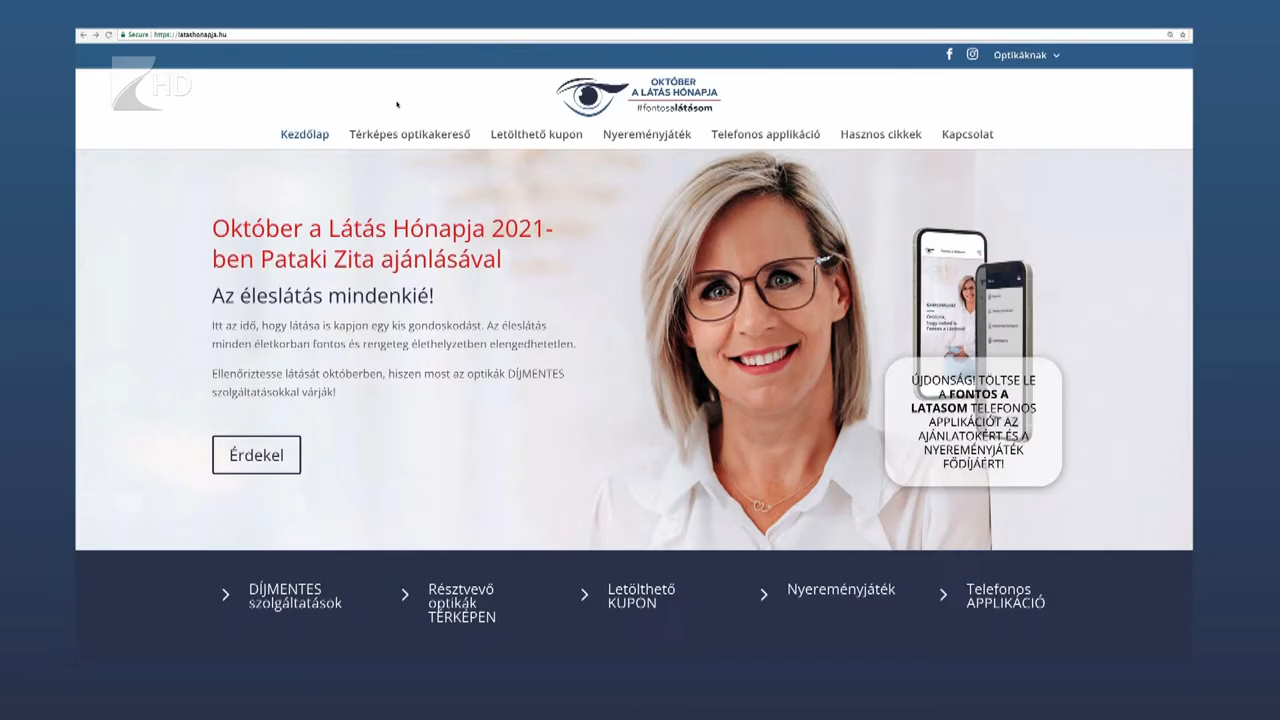 Secure | https://latashonapja.hu
Optikáknak
HD
OKTÓBER
A LÁTÁS HÓNAPJA
#fontosalátásom
Kezdőlap Térképes optikakereső Letölthető kupon Nyereményjáték Telefonos applikáció Hasznos cikkek Kapcsolat
Október a Látás Hónapja 2021-
ben Pataki Zita ajánlásával
Az éleslátás mindenkié!
Itt az idő, hogy látása is kapjon egy kis gondoskodást. Az éleslátás
minden életkorban fontos és rengeteg élethelyzetben elengedhetetlen.
Ellenőriztesse látását októberben, hiszen most az optikák DÍJMENTES
szolgáltatásokkal várják!
Érdekel
ÚJDONSÁG! TÖLTSE LE
A FONTOS A
LATASOM TELEFONOS
APPLIKÁCIÓT AZ
AJÁNLATOKÉRT ÉS A
NYEREMÉNYJÁTÉK
FŐDÍJÁÉRT!
DÍJMENTES
szolgáltatások
Résztvevő
optikák
TÉRKÉPEN
Letölthető
KUPON
Nyereményjáték
Telefonos
APPLIKÁCIÓ